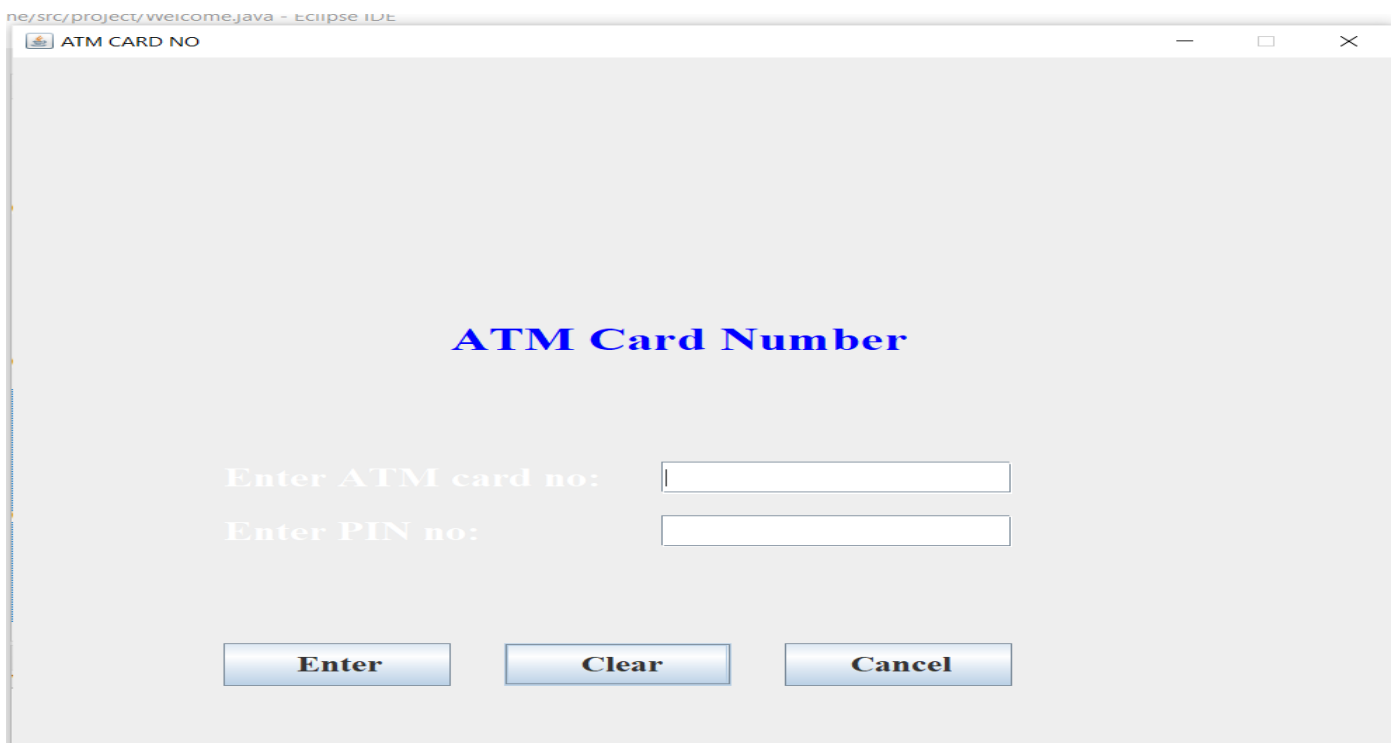 ne/src/project/Welcome.java - Eclipse IDE
ATM CARD NO
ATM Card Number
Enter ATM card no:
Enter PIN no:
Enter Clear Cancel